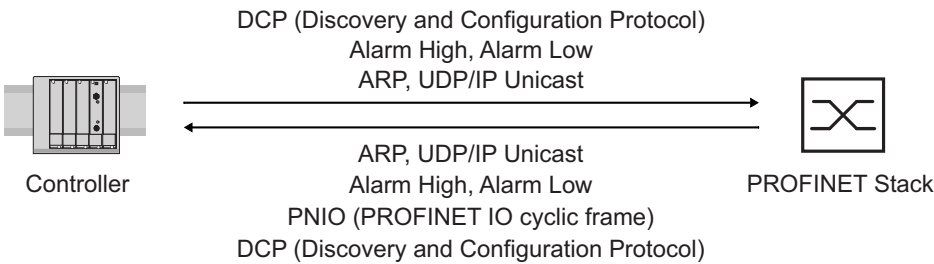 DCP (Discovery and Configuration Protocol)
Alarm High, Alarm Low
ARP, UDP/IP Unicast
Controller
ARP, UDP/IP Unicast
Alarm High, Alarm Low
PNIO (PROFINET IO cyclic frame)
DCP (Discovery and Configuration Protocol)
PROFINET Stack